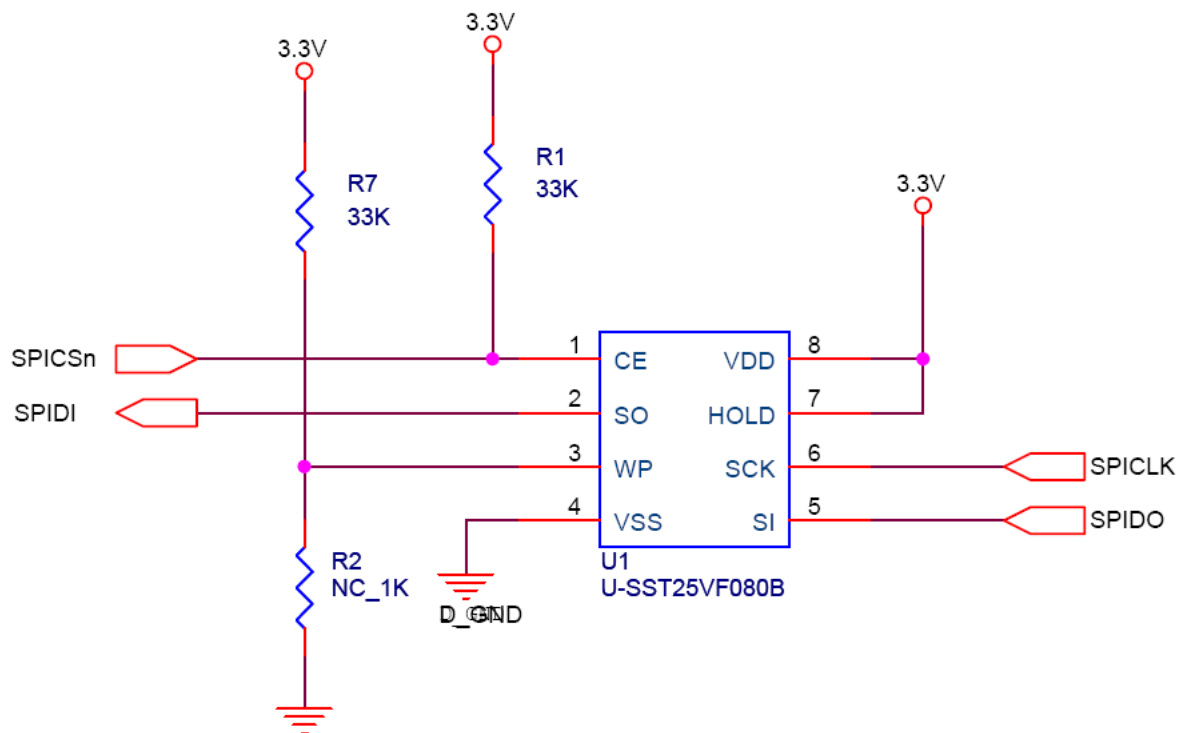 3.3V
3.3V
R1
33K
R7
33K
3.3V
SPICSn
1
CE
VDD
8
SPIDI
2
SO
HOLD
7
3
WP
SCK
6
SPICLK
4
VSS
SI
5
SPIDO
R2
NC_1K
U1
U-SST25VF080B
D_GND